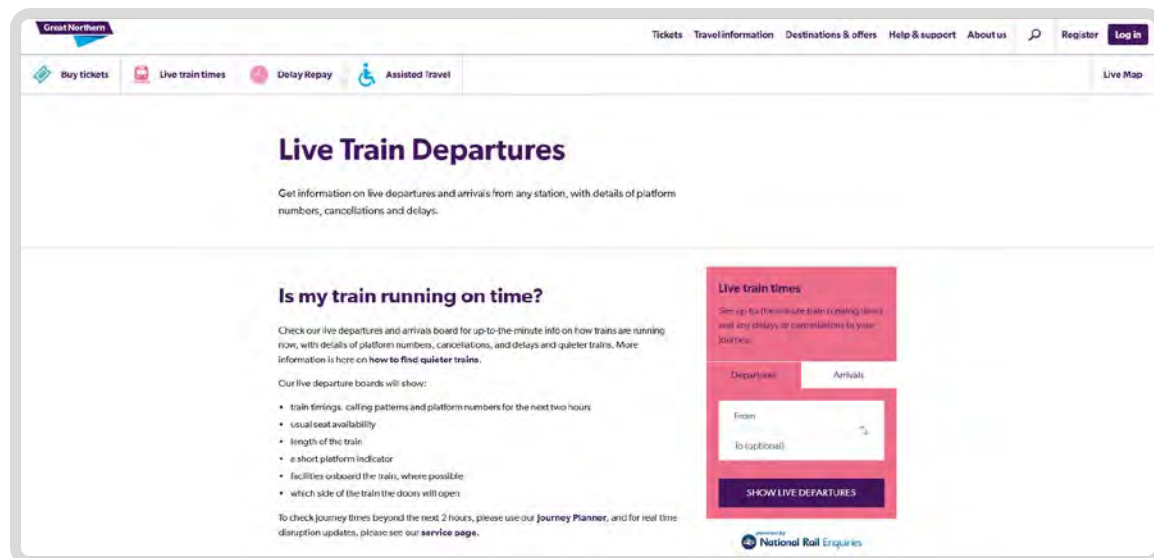 Great Northern
Tickets Travel information Destinations & offers Help & support About us Register Log in
Buy tickets Live train times Delay Repay Assisted Travel Live Map
Live Train Departures
Get information on live departures and arrivals from any station, with details of platform
numbers, cancellations and delays.
Is my train running on time?
Check our live departures and arrivals board for up-to-the-minute info on how trains are running
now, with details of platform numbers, cancellations, and delays and quieter trains. More
information is here on how to find quieter trains.
Our live departure boards will show:
• train timings, calling patterns and platform numbers for the next two hours
• usual seat availability
• length of the train
• a short platform indicator
• facilities onboard the train, where possible
• which side of the train the doors will open
To check journey times beyond the next 2 hours, please use our Journey Planner, and for real time
disruption updates, please see our service page.
Live train times
See up-to-the-minute train running times
and any delays or cancellations to your
journey.
Departures Arrivals
From
To (optional)
SHOW LIVE DEPARTURES
powered by
National Rail Enquiries